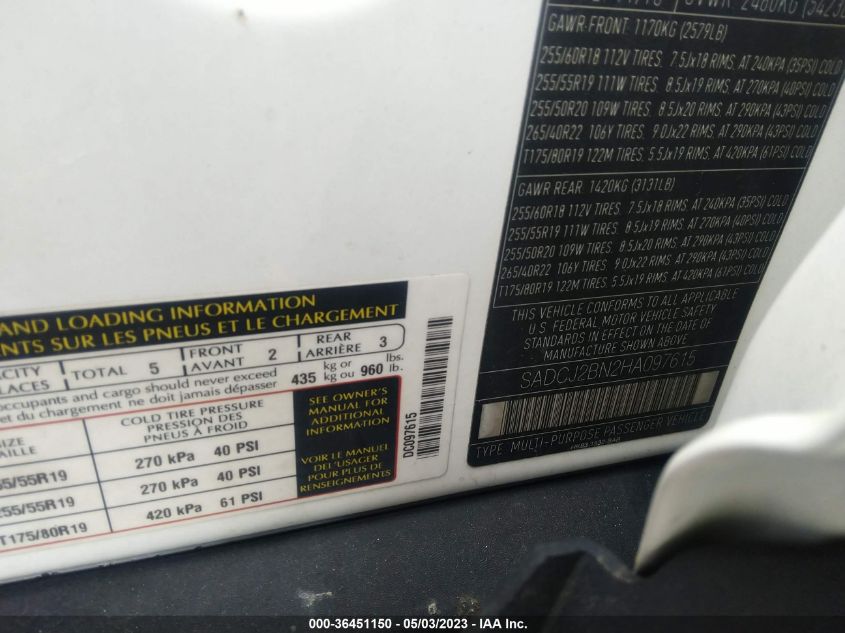 GVWR 2460KG
GAWR-FRONT 1170KG (2579LB)
255/60R18 112V TIRES. 7.5Jx18 RIMS. AT 240KPA (35PSI) COLD
255/55R19 111W TIRES. 8.5Jx19 RIMS. AT 270KPA (40PSI) COLD
255/50R20 109W TIRES. 8.5Jx20 RIMS. AT 290KPA (43PSI) COLD
265/40R22 106Y TIRES. 9.0Jx22 RIMS. AT 290KPA (43PSI) COLD
T175/80R19 122M TIRES. 5.5Jx19 RIMS. AT 420KPA (61PSI) COLD
GAWR REAR 1420KG (3131LB)
255/60R18 112V TIRES. 7.5Jx18 RIMS. AT 240KPA (35PSI) COLD
255/55R19 111W TIRES. 8.5Jx19 RIMS. AT 270KPA (40PSI) COLD
255/50R20 109W TIRES. 8.5Jx20 RIMS. AT 290KPA (43PSI) COLD
265/40R22 106Y TIRES. 9.0Jx22 RIMS. AT 290KPA (43PSI) COLD
T175/80R19 122M TIRES. 5.5Jx19 RIMS. AT 420KPA (61PSI) COLD
THIS VEHICLE CONFORMS TO ALL APPLICABLE
U.S. FEDERAL MOTOR VEHICLE SAFETY
STANDARDS IN EFFECT ON THE DATE OF
MANUFACTURE SHOWN ABOVE
SADCJ2BN2HA097615
TYPE: MULTI-PURPOSE PASSENGER VEHICLE
AND LOADING INFORMATION
ENTS SUR LES PNEUS ET LE CHARGEMENT
ACITY TOTAL 5 FRONT 2 REAR 3
LACES AVANT ARRIÈRE
occupants and cargo should never exceed 435 kg or 960 lbs.
et du chargement ne doit jamais dépasser kg ou lb.
SIZE COLD TIRE PRESSURE
AILLE PRESSION DES
PNEUS À FROID
55/55R19 270 kPa 40 PSI
255/55R19 270 kPa 40 PSI
T175/80R19 420 kPa 61 PSI
SEE OWNER'S
MANUAL FOR
ADDITIONAL
INFORMATION
VOIR LE MANUEL
DE L'USAGER
POUR PLUS DE
RENSEIGNEMENTS
DC097615
000-36451150 - 05/03/2023 - IAA Inc.